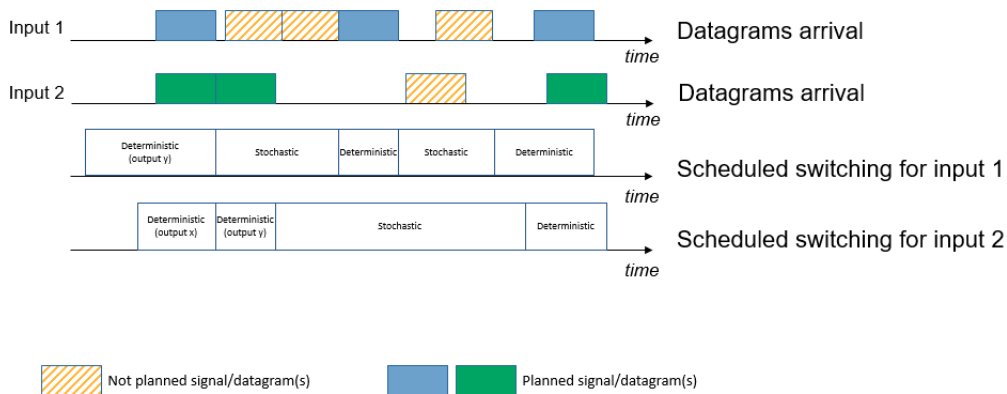 Input 1
time
Datagrams arrival
Input 2
time
Datagrams arrival
Deterministic
(output y)
Stochastic
Deterministic
Stochastic
Deterministic
time
Scheduled switching for input 1
Deterministic
(output x)
Deterministic
(output y)
Stochastic
Deterministic
time
Scheduled switching for input 2
Not planned signal/datagram(s)
Planned signal/datagram(s)